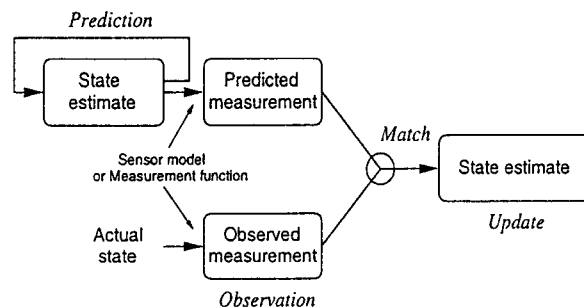 Prediction
State
estimate
Predicted
measurement
Match
Sensor model
or Measurement function
State estimate
Update
Actual
state
Observed
measurement
Observation